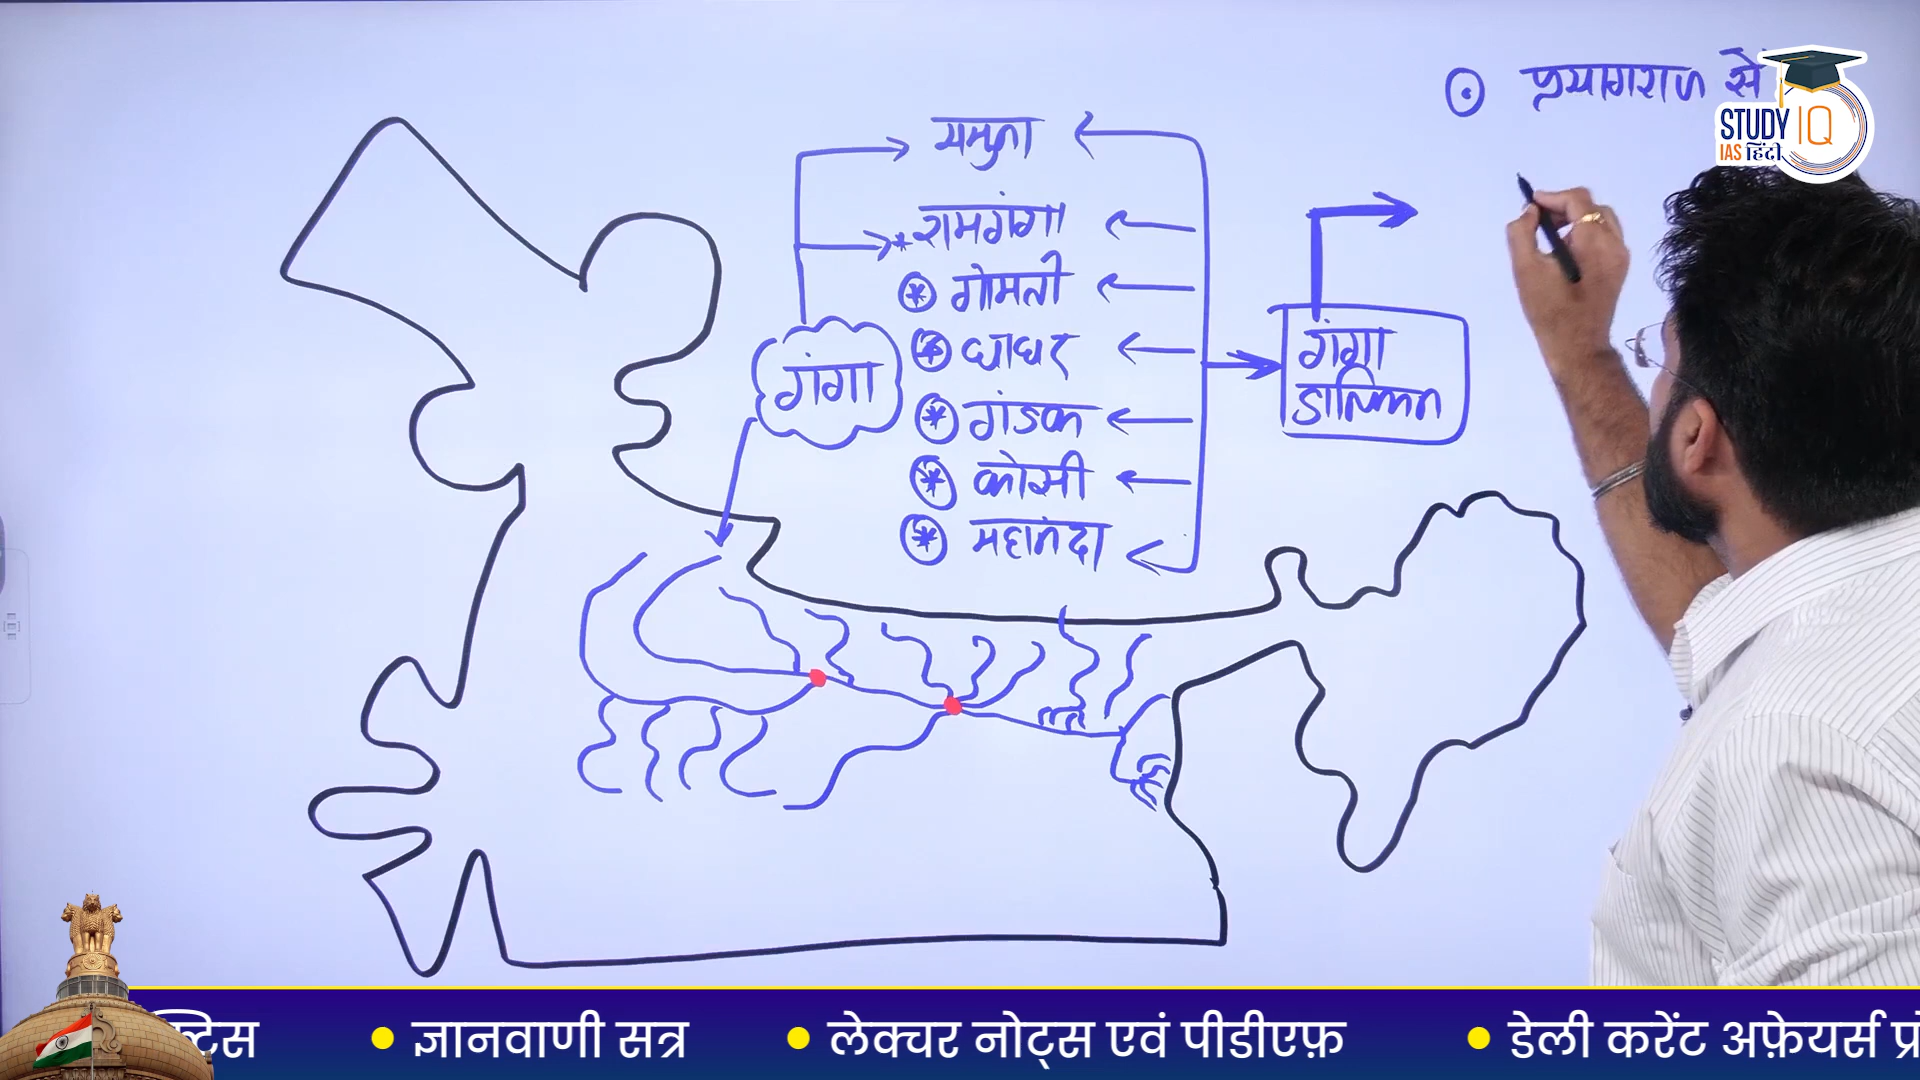 प्रयागराज से
STUDY IQ
IAS हिंदी
यमुना
रामगंगा
गोमती
घाघर
गंडक
कोसी
महानंदा
गंगा
गंगा
डाल्फिन
ज्ञानवाणी सत्र
लेक्चर नोट्स एवं पीडीएफ़
डेली करेंट अफ़ेयर्स